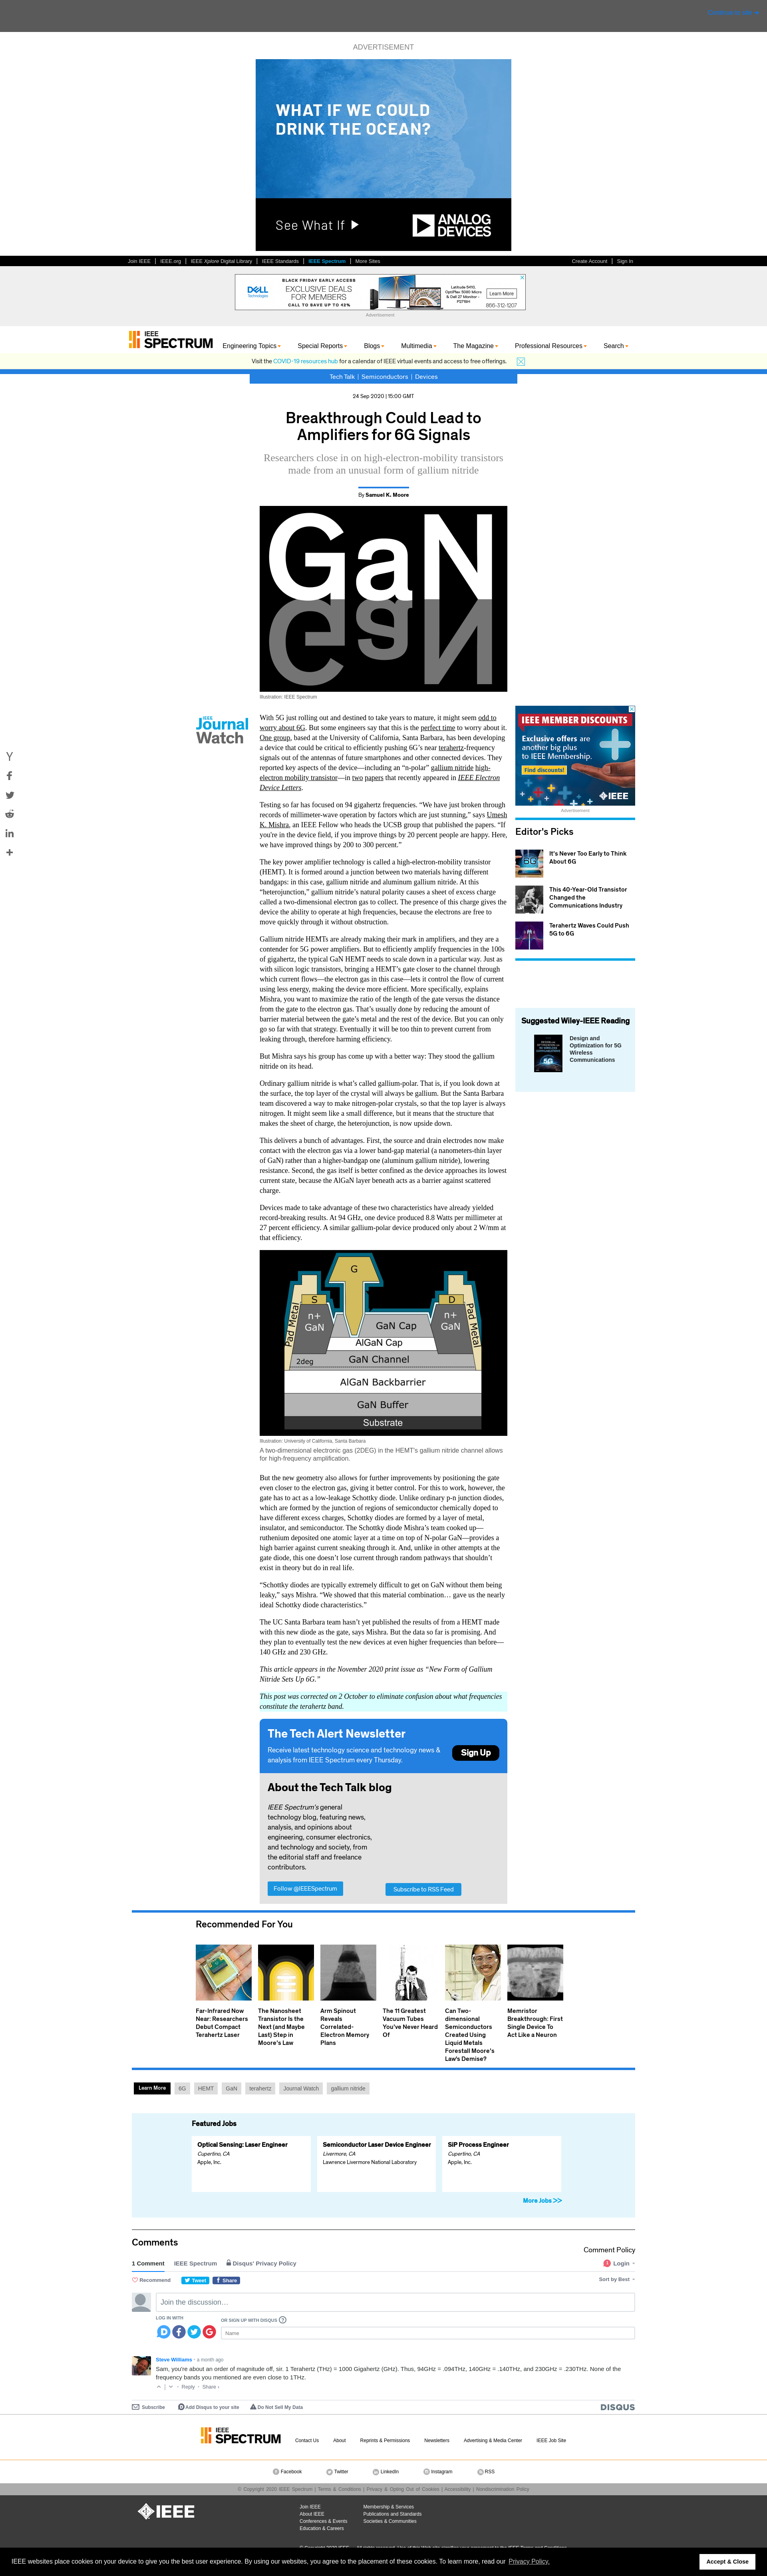 ADVERTISEMENT
WHAT IF WE COULD
DRINK THE OCEAN?
See What If
ANALOG
DEVICES
Join IEEE | IEEE.org | IEEE Xplore Digital Library | IEEE Standards | IEEE Spectrum | More Sites
Create Account | Sign In
DELL
Technologies
BLACK FRIDAY EARLY ACCESS
EXCLUSIVE DEALS
FOR MEMBERS
CALL TO SAVE UP TO 42%
Latitude 5410,
OptiPlex 5080 Micro
& Dell 27 Monitor -
P2719H
Learn More
866-312-1207
Advertisement
IEEE
SPECTRUM
Engineering Topics
Special Reports
Blogs
Multimedia
The Magazine
Professional Resources
Search
Visit the COVID-19 resources hub for a calendar of IEEE virtual events and access to free offerings.
Tech Talk | Semiconductors | Devices
24 Sep 2020 | 15:00 GMT
Breakthrough Could Lead to
Amplifiers for 6G Signals
Researchers close in on high-electron-mobility transistors
made from an unusual form of gallium nitride
By Samuel K. Moore
GaN
GaN
Illustration: IEEE Spectrum
IEEE
Journal
Watch
With 5G just rolling out and destined to take years to mature, it might seem odd to
worry about 6G. But some engineers say that this is the perfect time to worry about it.
One group, based at the University of California, Santa Barbara, has been developing
a device that could be critical to efficiently pushing 6G’s near terahertz-frequency
signals out of the antennas of future smartphones and other connected devices. They
reported key aspects of the device—including an “n-polar” gallium nitride high-
electron mobility transistor—in two papers that recently appeared in IEEE Electron
Device Letters.
Testing so far has focused on 94 gigahertz frequencies. “We have just broken through
records of millimeter-wave operation by factors which are just stunning,” says Umesh
K. Mishra, an IEEE Fellow who heads the UCSB group that published the papers. “If
you're in the device field, if you improve things by 20 percent people are happy. Here,
we have improved things by 200 to 300 percent.”
The key power amplifier technology is called a high-electron-mobility transistor
(HEMT). It is formed around a junction between two materials having different
bandgaps: in this case, gallium nitride and aluminum gallium nitride. At this
“heterojunction,” gallium nitride’s natural polarity causes a sheet of excess charge
called a two-dimensional electron gas to collect. The presence of this charge gives the
device the ability to operate at high frequencies, because the electrons are free to
move quickly through it without obstruction.
Gallium nitride HEMTs are already making their mark in amplifiers, and they are a
contender for 5G power amplifiers. But to efficiently amplify frequencies in the 100s
of gigahertz, the typical GaN HEMT needs to scale down in a particular way. Just as
with silicon logic transistors, bringing a HEMT’s gate closer to the channel through
which current flows—the electron gas in this case—lets it control the flow of current
using less energy, making the device more efficient. More specifically, explains
Mishra, you want to maximize the ratio of the length of the gate versus the distance
from the gate to the electron gas. That’s usually done by reducing the amount of
barrier material between the gate’s metal and the rest of the device. But you can only
go so far with that strategy. Eventually it will be too thin to prevent current from
leaking through, therefore harming efficiency.
But Mishra says his group has come up with a better way: They stood the gallium
nitride on its head.
Ordinary gallium nitride is what’s called gallium-polar. That is, if you look down at
the surface, the top layer of the crystal will always be gallium. But the Santa Barbara
team discovered a way to make nitrogen-polar crystals, so that the top layer is always
nitrogen. It might seem like a small difference, but it means that the structure that
makes the sheet of charge, the heterojunction, is now upside down.
This delivers a bunch of advantages. First, the source and drain electrodes now make
contact with the electron gas via a lower band-gap material (a nanometers-thin layer
of GaN) rather than a higher-bandgap one (aluminum gallium nitride), lowering
resistance. Second, the gas itself is better confined as the device approaches its lowest
current state, because the AlGaN layer beneath acts as a barrier against scattered
charge.
Devices made to take advantage of these two characteristics have already yielded
record-breaking results. At 94 GHz, one device produced 8.8 Watts per millimeter at
27 percent efficiency. A similar gallium-polar device produced only about 2 W/mm at
that efficiency.
G
S
D
n+
GaN
n+
GaN
Pad Metal
Pad Metal
GaN Cap
AlGaN Cap
GaN Channel
2deg
AlGaN Backbarrier
GaN Buffer
Substrate
Illustration: University of California, Santa Barbara
A two-dimensional electronic gas (2DEG) in the HEMT's gallium nitride channel allows
for high-frequency amplification.
But the new geometry also allows for further improvements by positioning the gate
even closer to the electron gas, giving it better control. For this to work, however, the
gate has to act as a low-leakage Schottky diode. Unlike ordinary p-n junction diodes,
which are formed by the junction of regions of semiconductor chemically doped to
have different excess charges, Schottky diodes are formed by a layer of metal,
insulator, and semiconductor. The Schottky diode Mishra’s team cooked up—
ruthenium deposited one atomic layer at a time on top of N-polar GaN—provides a
high barrier against current sneaking through it. And, unlike in other attempts at the
gate diode, this one doesn’t lose current through random pathways that shouldn’t
exist in theory but do in real life.
“Schottky diodes are typically extremely difficult to get on GaN without them being
leaky,” says Mishra. “We showed that this material combination… gave us the nearly
ideal Schottky diode characteristics.”
The UC Santa Barbara team hasn’t yet published the results of from a HEMT made
with this new diode as the gate, says Mishra. But the data so far is promising. And
they plan to eventually test the new devices at even higher frequencies than before—
140 GHz and 230 GHz.
This article appears in the November 2020 print issue as “New Form of Gallium
Nitride Sets Up 6G.”
This post was corrected on 2 October to eliminate confusion about what frequencies
constitute the terahertz band.
IEEE MEMBER DISCOUNTS
Exclusive offers are
another big plus
to IEEE Membership.
Find discounts!
IEEE
Advertisement
Editor's Picks
It's Never Too Early to Think
About 6G
This 40-Year-Old Transistor
Changed the
Communications Industry
Terahertz Waves Could Push
5G to 6G
Suggested Wiley-IEEE Reading
Design and
Optimization for 5G
Wireless
Communications
The Tech Alert Newsletter
Receive latest technology science and technology news &
analysis from IEEE Spectrum every Thursday.
Sign Up
About the Tech Talk blog
IEEE Spectrum's general
technology blog, featuring news,
analysis, and opinions about
engineering, consumer electronics,
and technology and society, from
the editorial staff and freelance
contributors.
Follow @IEEESpectrum
Subscribe to RSS Feed
Recommended For You
Far-Infrared Now
Near: Researchers
Debut Compact
Terahertz Laser
The Nanosheet
Transistor Is the
Next (and Maybe
Last) Step in
Moore's Law
Arm Spinout
Reveals
Correlated-
Electron Memory
Plans
The 11 Greatest
Vacuum Tubes
You've Never Heard
Of
Can Two-
dimensional
Semiconductors
Created Using
Liquid Metals
Forestall Moore's
Law's Demise?
Memristor
Breakthrough: First
Single Device To
Act Like a Neuron
Learn More
6G
HEMT
GaN
terahertz
Journal Watch
gallium nitride
Featured Jobs
Optical Sensing: Laser Engineer
Cupertino, CA
Apple, Inc.
Semiconductor Laser Device Engineer
Livermore, CA
Lawrence Livermore National Laboratory
SiP Process Engineer
Cupertino, CA
Apple, Inc.
More Jobs >>
Comments
Comment Policy
1 Comment
IEEE Spectrum
Disqus' Privacy Policy
1
Login
Recommend
Tweet
Share
Sort by Best
Join the discussion…
LOG IN WITH
OR SIGN UP WITH DISQUS ?
Name
Steve Williams • a month ago
Sam, you're about an order of magnitude off, sir. 1 Terahertz (THz) = 1000 Gigahertz (GHz). Thus, 94GHz = .094THz, 140GHz = .140THz, and 230GHz = .230THz. None of the
frequency bands you mentioned are even close to 1THz.
Reply • Share ›
Subscribe
Add Disqus to your site
Do Not Sell My Data
DISQUS
IEEE
SPECTRUM
Contact Us
About
Reprints & Permissions
Newsletters
Advertising & Media Center
IEEE Job Site
Facebook
Twitter
LinkedIn
Instagram
RSS
© Copyright 2020 IEEE Spectrum | Terms & Conditions | Privacy & Opting Out of Cookies | Accessibility | Nondiscrimination Policy
IEEE
Join IEEE
About IEEE
Conferences & Events
Education & Careers
Membership & Services
Publications and Standards
Societies & Communities
IEEE websites place cookies on your device to give you the best user experience. By using our websites, you agree to the placement of these cookies. To learn more, read our Privacy Policy.
Accept & Close